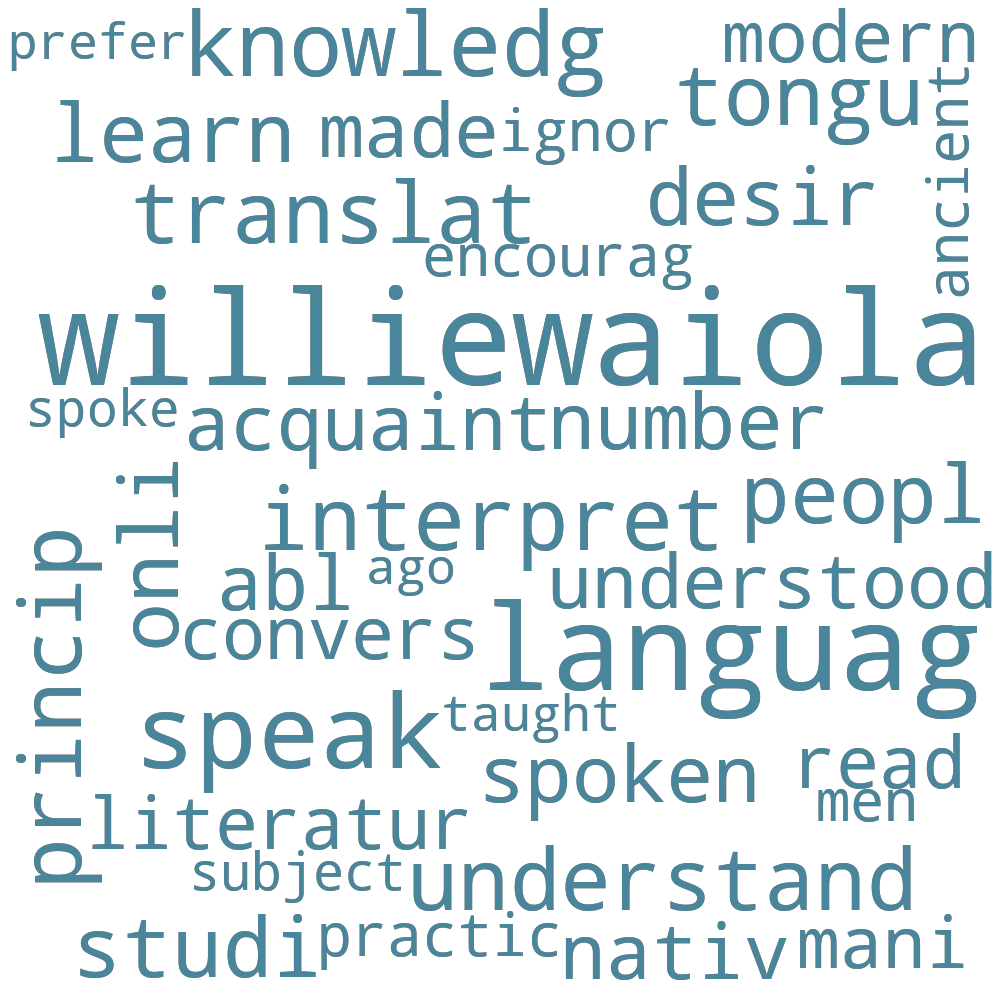 prefer knowledg modern
tongu
learn made ignor
ancient
translat desir
encourag
williewaiola
spoke acquaint number
onli
interpret peopl
princip
abl ago understood
convers languag
speak taught
spoken read
men
literatur
subject understand
studi practic nativ mani